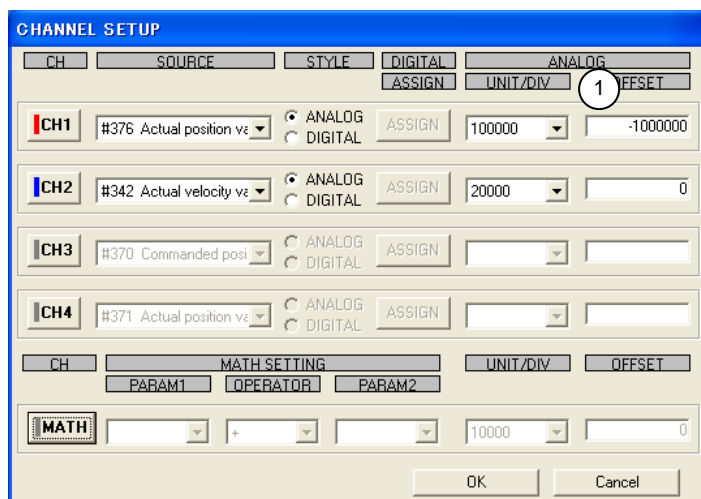 CHANNEL SETUP
CH SOURCE STYLE DIGITAL ANALOG
ASSIGN UNIT/DIV 1 FFSET
CH1 #376 Actual position va ANALOG DIGITAL ASSIGN 100000 -1000000
CH2 #342 Actual velocity va ANALOG DIGITAL ASSIGN 20000 0
CH3 #370 Commanded posi ANALOG DIGITAL ASSIGN
CH4 #371 Actual position va ANALOG DIGITAL ASSIGN
CH MATH SETTING UNIT/DIV OFFSET
PARAM1 OPERATOR PARAM2
MATH + 10000 0
OK Cancel